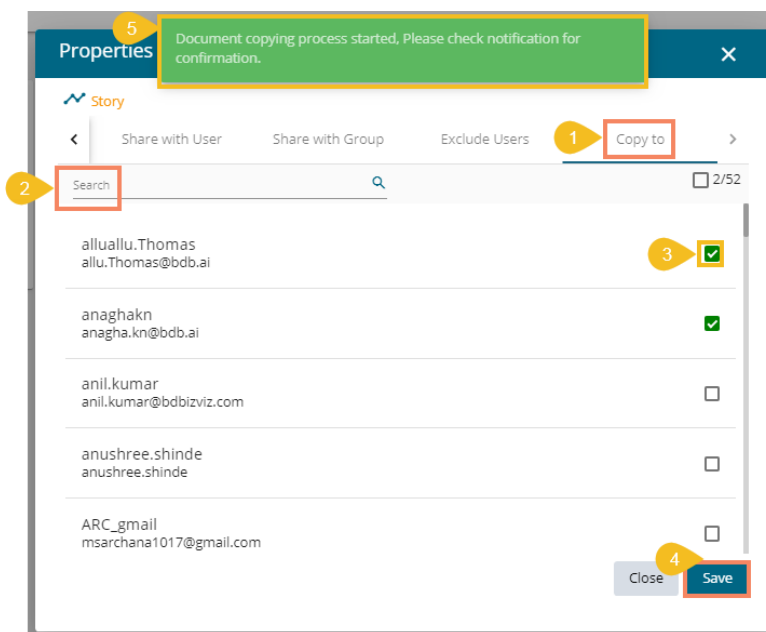 5
Document copying process started, Please check notification for
confirmation.
Properties
Story
Share with User Share with Group Exclude Users 1 Copy to
2 Search 2/52
alluallu.Thomas
allu.Thomas@bdb.ai
3
anaghakn
anagha.kn@bdb.ai
anil.kumar
anil.kumar@bdbizviz.com
anushree.shinde
anushree.shinde
ARC_gmail
msarchana1017@gmail.com
4
Close Save